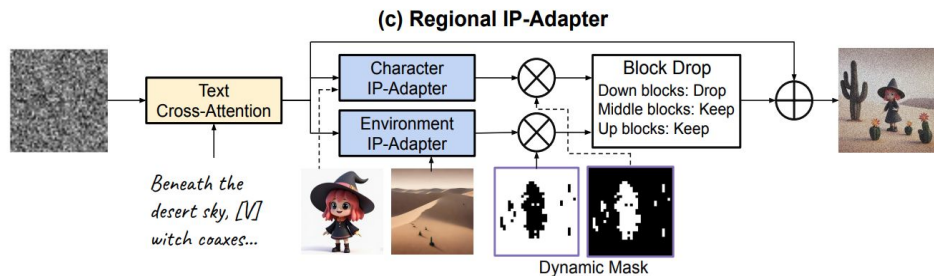 (c) Regional IP-Adapter
Text
Cross-Attention
Character
IP-Adapter
Environment
IP-Adapter
Block Drop
Down blocks: Drop
Middle blocks: Keep
Up blocks: Keep
Beneath the
desert sky, [V]
witch coaxes...
Dynamic Mask